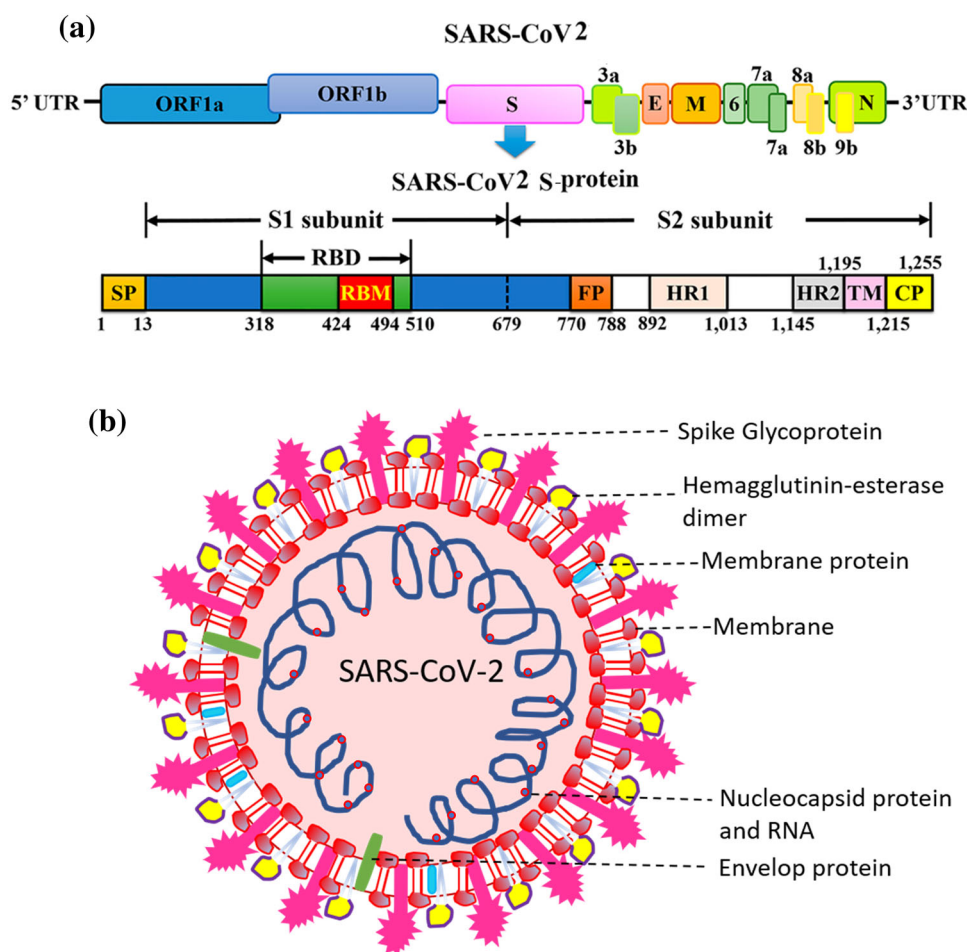 (a)
SARS-CoV2
5' UTR ORF1a ORF1b S 3a 3b E M 6 7a 7a 8a 8b 9b N 3'UTR
SARS-CoV2 S-protein
S1 subunit S2 subunit
RBD
1,195 1,255
SP RBM FP HR1 HR2 TM CP
1 13 318 424 494 510 679 770 788 892 1,013 1,145 1,215
(b)
Spike Glycoprotein
Hemagglutinin-esterase
dimer
Membrane protein
Membrane
SARS-CoV-2
Nucleocapsid protein
and RNA
Envelop protein